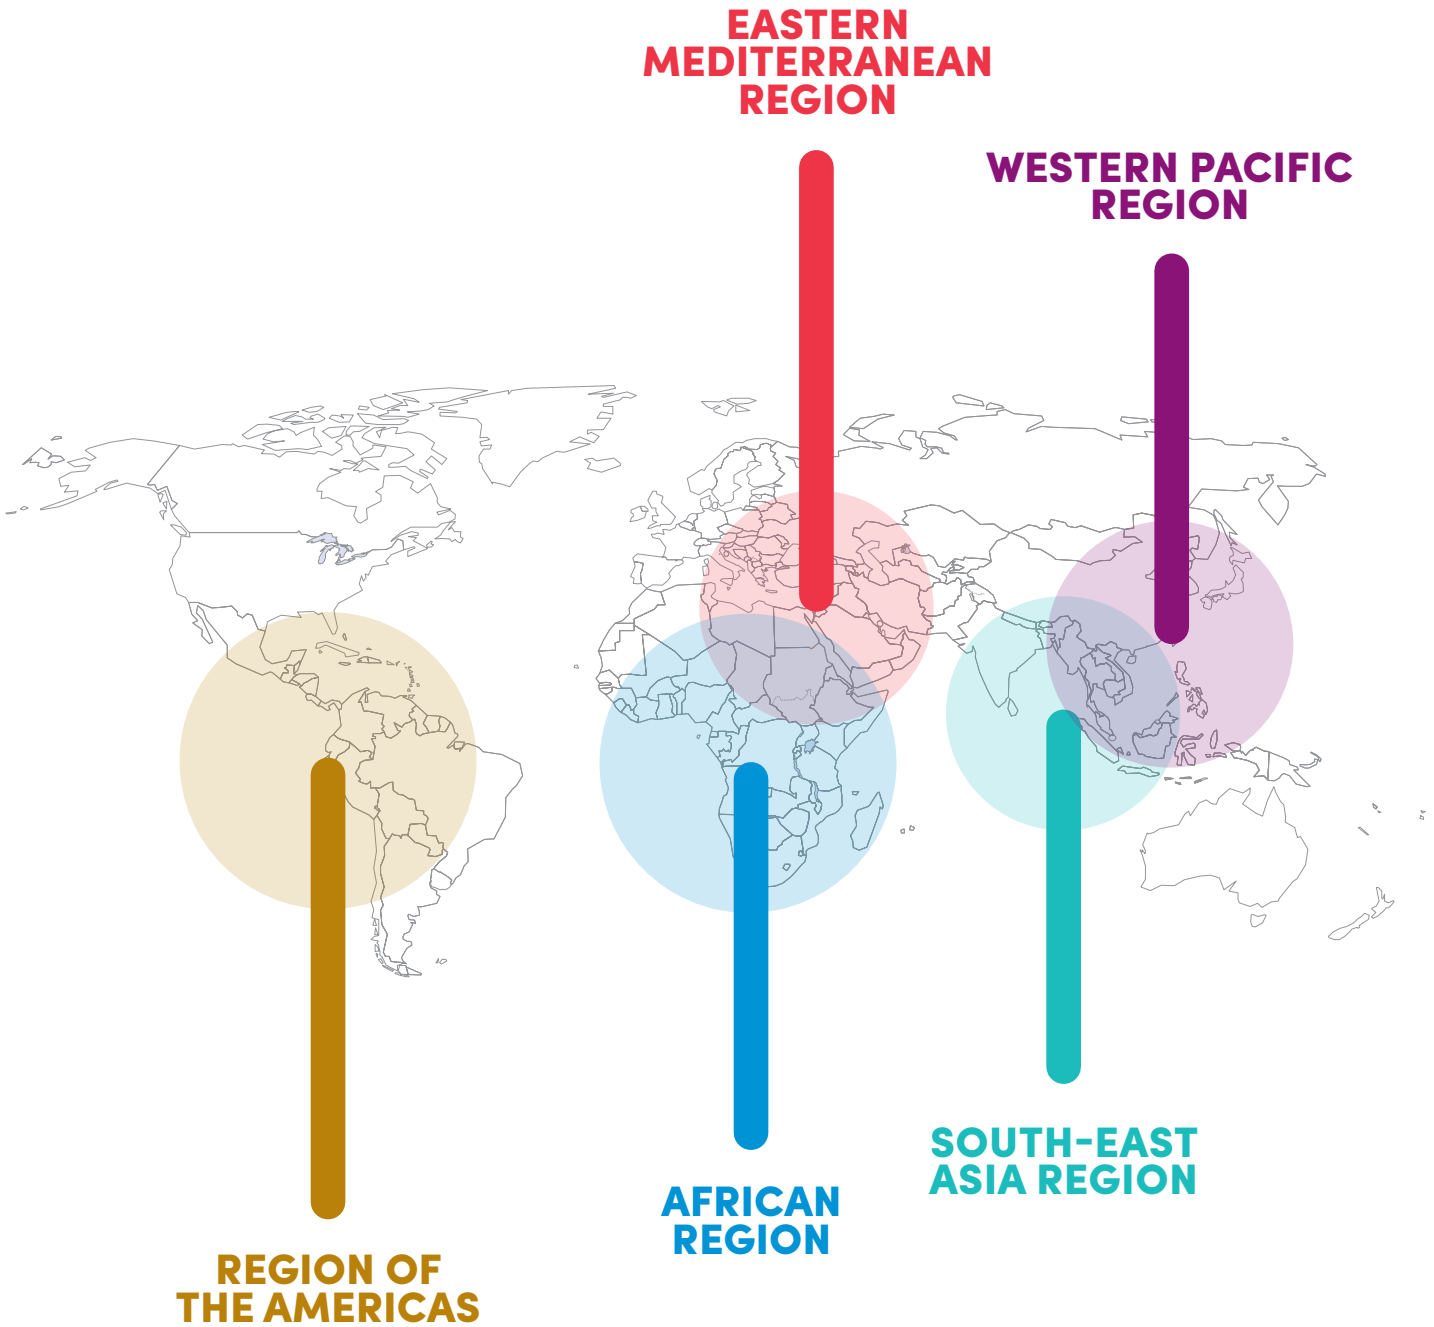 EASTERN
MEDITERRANEAN
REGION
WESTERN PACIFIC
REGION
SOUTH-EAST
ASIA REGION
AFRICAN
REGION
REGION OF
THE AMERICAS